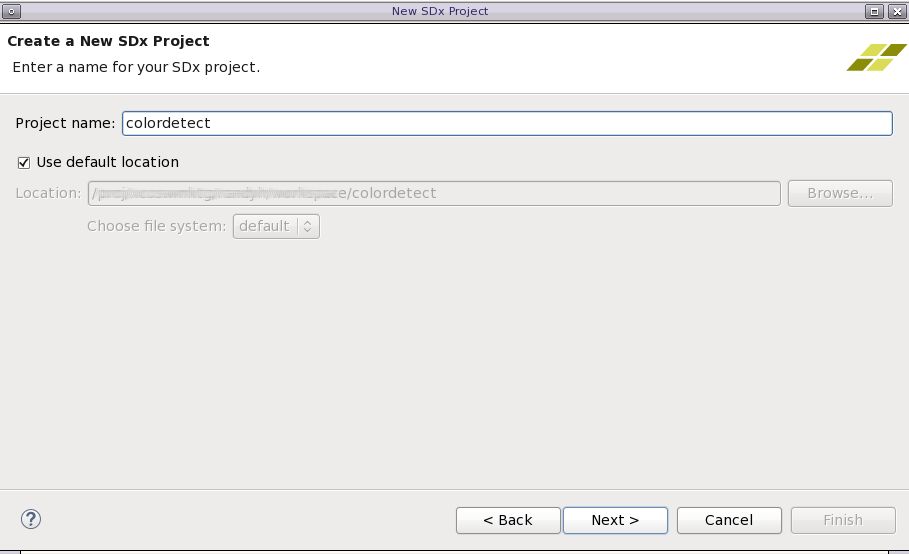 New SDx Project
Create a New SDx Project
Enter a name for your SDx project.
Project name: colordetect
Use default location
Location: /colordetect Browse...
Choose file system: default
< Back Next > Cancel Finish